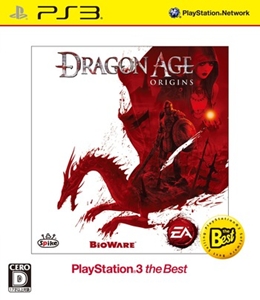 PS3
PlayStation®Network
DRAGON AGE
ORIGINS
Spike
BIOWARE
EA
the Best
CERO
D
PlayStation®3 the Best